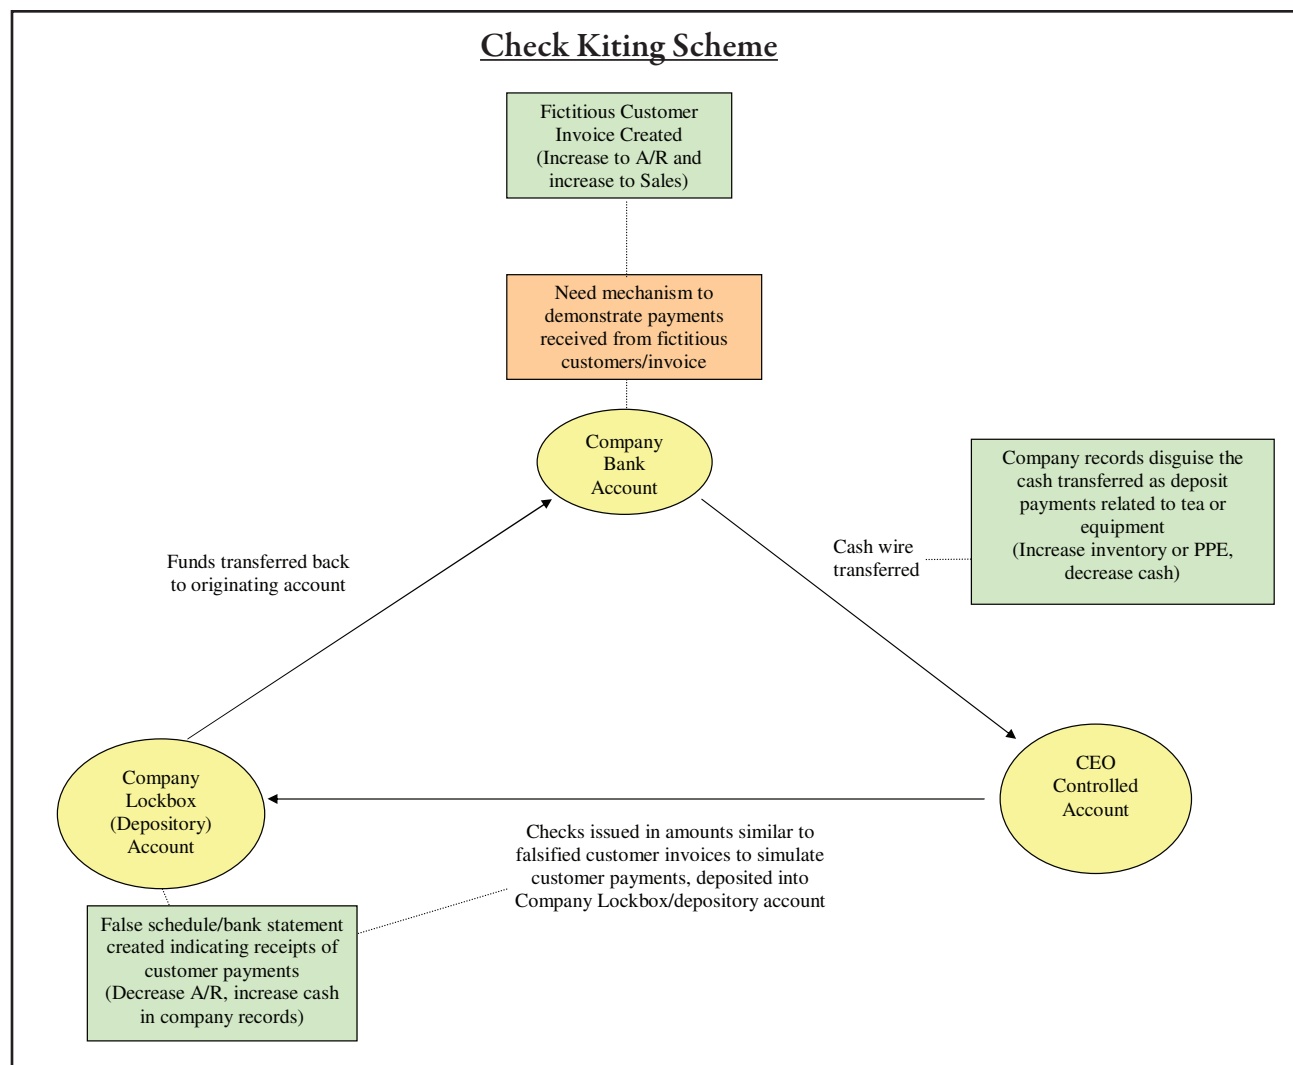 Check Kiting Scheme
Fictitious Customer
Invoice Created
(Increase to A/R and
increase to Sales)
Need mechanism to
demonstrate payments
received from fictitious
customers/invoice
Company
Bank
Account
Company records disguise the
cash transferred as deposit
payments related to tea or
equipment
(Increase inventory or PPE,
decrease cash)
Cash wire
transferred
Funds transferred back
to originating account
CEO
Controlled
Account
Company
Lockbox
(Depository)
Account
Checks issued in amounts similar to
falsified customer invoices to simulate
customer payments, deposited into
Company Lockbox/depository account
False schedule/bank statement
created indicating receipts of
customer payments
(Decrease A/R, increase cash
in company records)